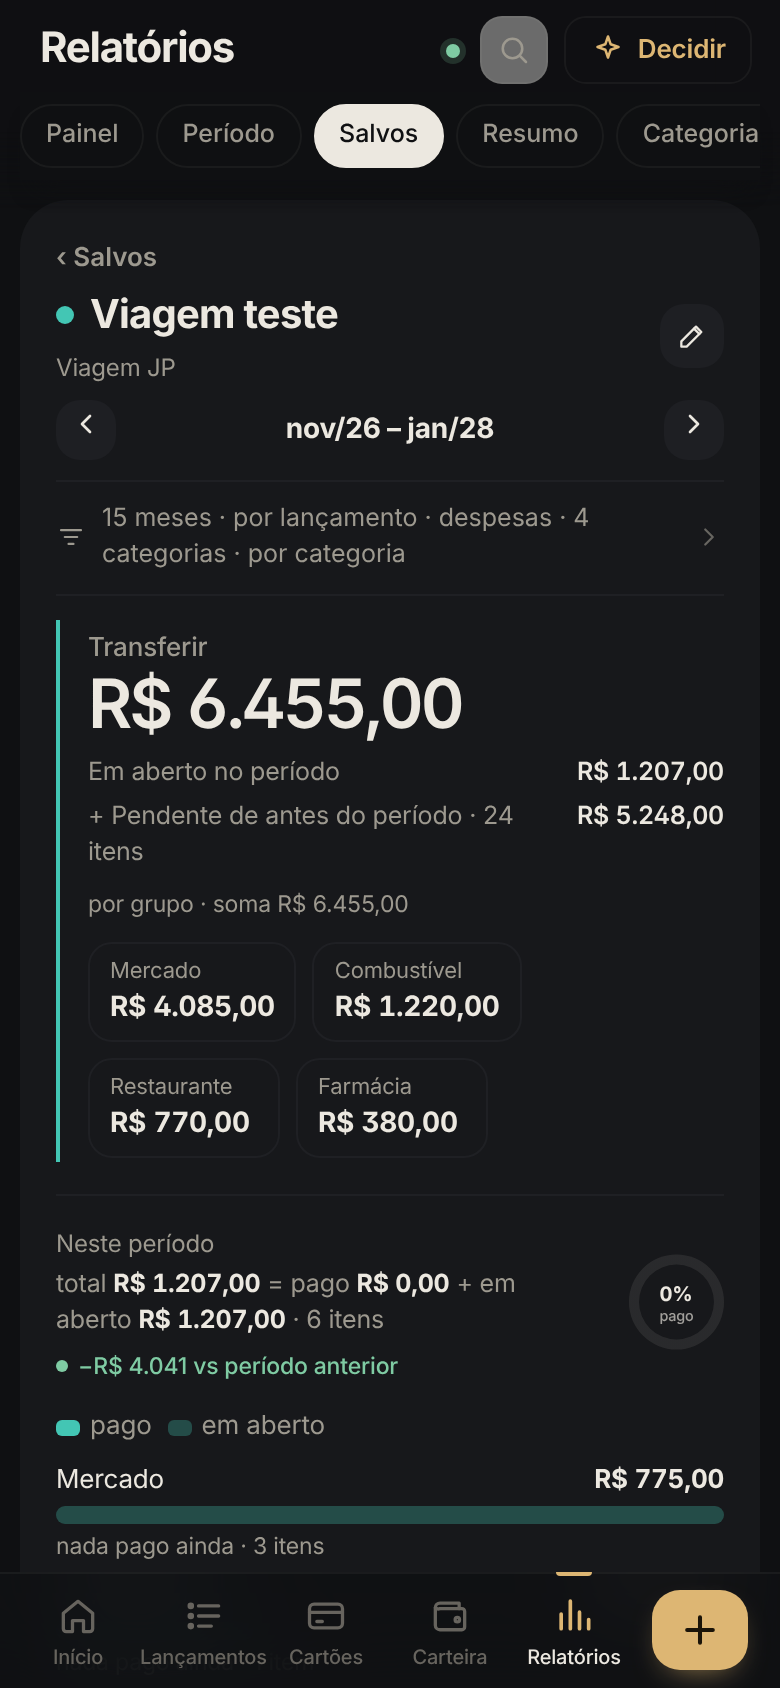 Relatórios
Decidir
Painel
Período
Salvos
Resumo
Categoria
‹ Salvos
Viagem teste
Viagem JP
nov/26 – jan/28
15 meses · por lançamento · despesas · 4
categorias · por categoria
Transferir
R$ 6.455,00
Em aberto no período R$ 1.207,00
+ Pendente de antes do período · 24 R$ 5.248,00
itens
por grupo · soma R$ 6.455,00
Mercado
R$ 4.085,00
Combustível
R$ 1.220,00
Restaurante
R$ 770,00
Farmácia
R$ 380,00
Neste período
total R$ 1.207,00 = pago R$ 0,00 + em
aberto R$ 1.207,00 · 6 itens
0%
pago
−R$ 4.041 vs período anterior
pago
em aberto
Mercado R$ 775,00
nada pago ainda · 3 itens
Início
Lançamentos
Cartões
Carteira
Relatórios